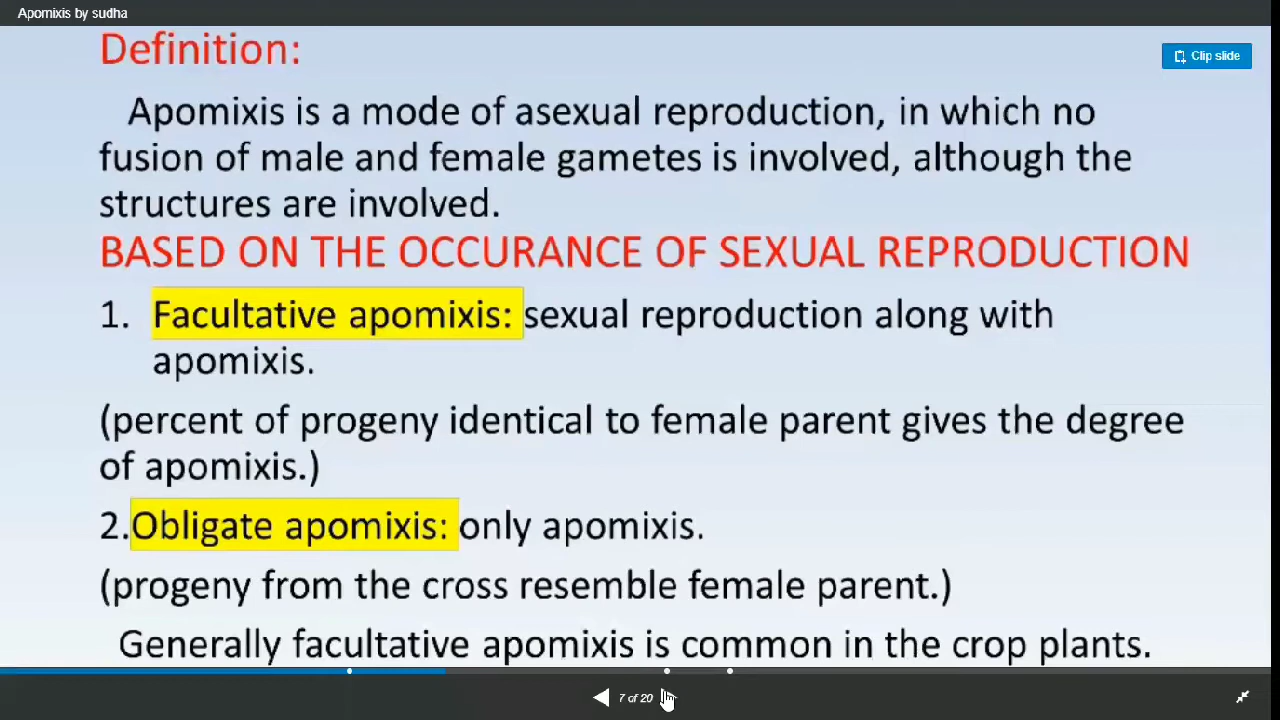 Apomixis by sudha
Definition:
Clip slide
Apomixis is a mode of asexual reproduction, in which no
fusion of male and female gametes is involved, although the
structures are involved.
BASED ON THE OCCURANCE OF SEXUAL REPRODUCTION
1. Facultative apomixis: sexual reproduction along with
apomixis.
(percent of progeny identical to female parent gives the degree
of apomixis.)
2.Obligate apomixis: only apomixis.
(progeny from the cross resemble female parent.)
Generally facultative apomixis is common in the crop plants.
7 of 20